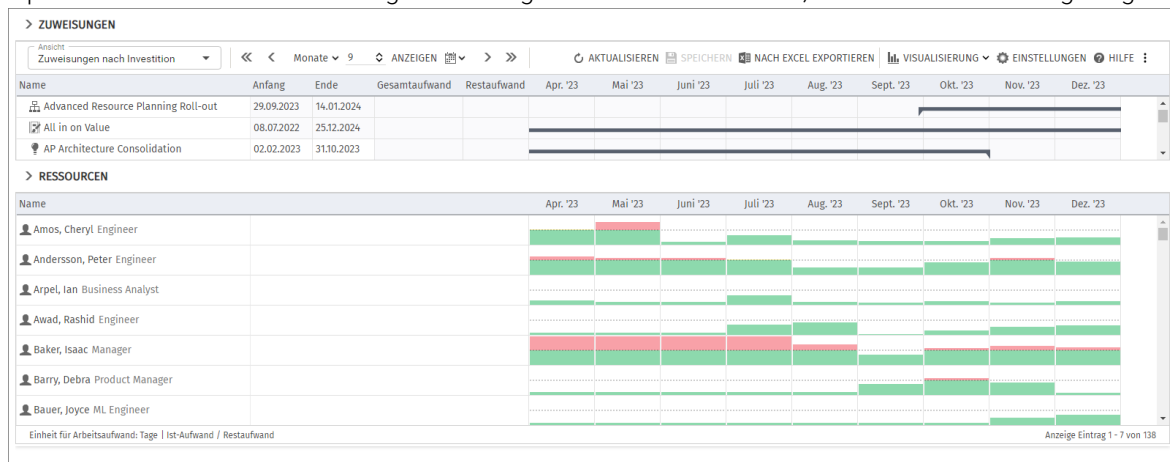 ZUWEISUNGEN
Ansicht
Zuweisungen nach Investition Monate 9 ANZEIGEN AKTUALISIEREN SPEICHERN NACH EXCEL EXPORTIEREN VISUALISIERUNG EINSTELLUNGEN HILFE
Name Anfang Ende Gesamtaufwand Restaufwand Apr. '23 Mai '23 Juni '23 Juli '23 Aug. '23 Sept. '23 Okt. '23 Nov. '23 Dez. '23
Advanced Resource Planning Roll-out 29.09.2023 14.01.2024
All in on Value 08.07.2022 25.12.2024
AP Architecture Consolidation 02.02.2023 31.10.2023
RESSOURCEN
Name Apr. '23 Mai '23 Juni '23 Juli '23 Aug. '23 Sept. '23 Okt. '23 Nov. '23 Dez. '23
Amos, Cheryl Engineer
Andersson, Peter Engineer
Arpel, Ian Business Analyst
Awad, Rashid Engineer
Baker, Isaac Manager
Barry, Debra Product Manager
Bauer, Joyce ML Engineer
Einheit für Arbeitsaufwand: Tage | Ist-Aufwand / Restaufwand Anzeige Eintrag 1 - 7 von 138